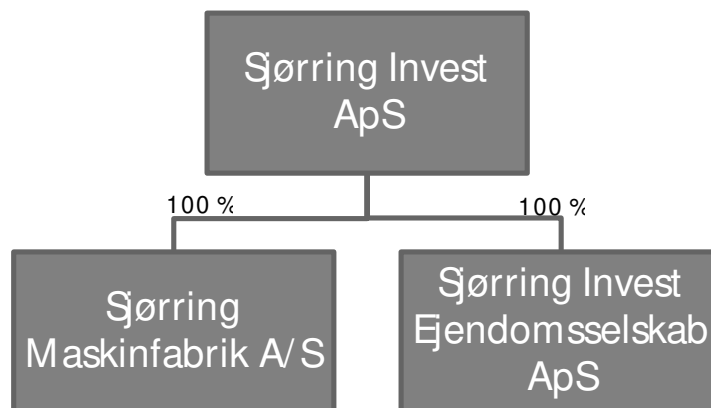 Sjørring Invest
ApS
100 %
100 %
Sjørring
Maskinfabrik A/S
Sjørring Invest
Ejendomsselskab
ApS